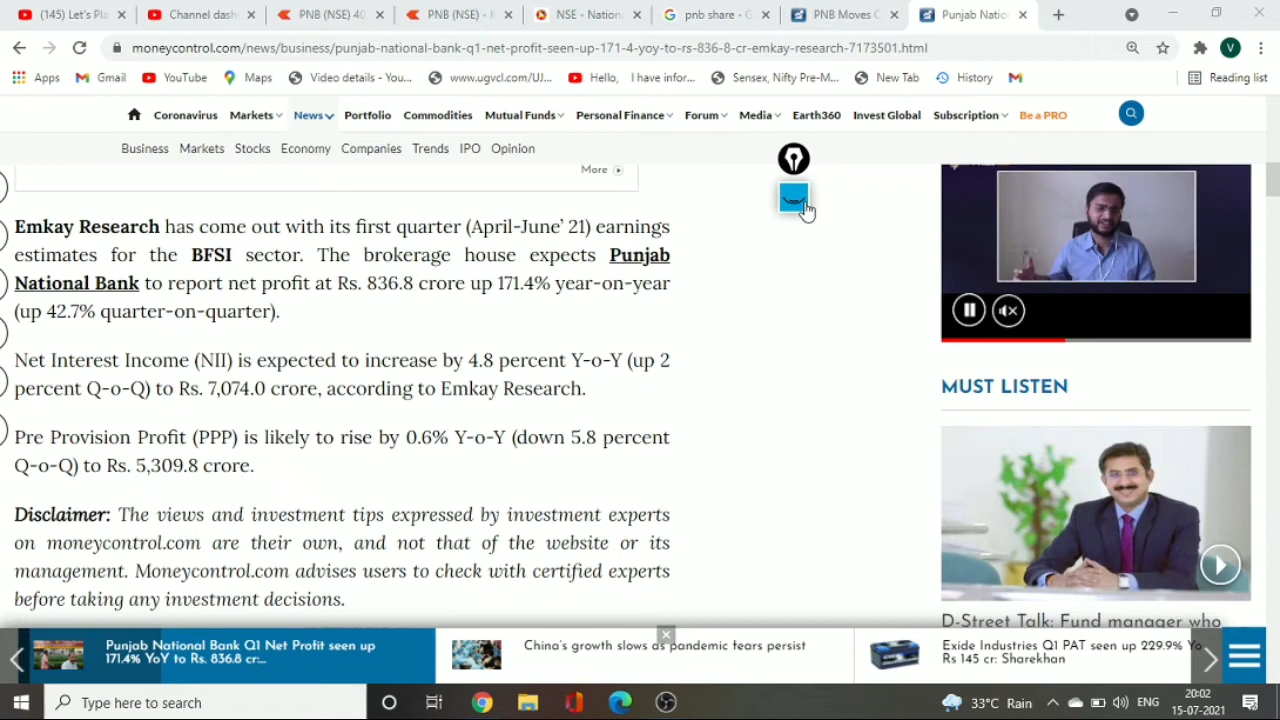 (145) Let's Pla
Channel dash
PNB (NSE) 40
PNB (NSE) -
NSE - Nation
pnb share - G
PNB Moves C
Punjab Natio
moneycontrol.com/news/business/punjab-national-bank-q1-net-profit-seen-up-171-4-yoy-to-rs-836-8-cr-emkay-research-7173501.html
V
Apps
Gmail
YouTube
Maps
Video details - You...
www.ugvcl.com/UJ...
Hello, I have infor...
Sensex, Nifty Pre-M...
New Tab
History
Reading list
Coronavirus Markets News Portfolio Commodities Mutual Funds Personal Finance Forum Media Earth360 Invest Global Subscription Be a PRO
Business Markets Stocks Economy Companies Trends IPO Opinion
More
Emkay Research has come out with its first quarter (April-June' 21) earnings
estimates for the BFSI sector. The brokerage house expects Punjab
National Bank to report net profit at Rs. 836.8 crore up 171.4% year-on-year
(up 42.7% quarter-on-quarter).
Net Interest Income (NII) is expected to increase by 4.8 percent Y-o-Y (up 2
percent Q-o-Q) to Rs. 7,074.0 crore, according to Emkay Research.
Pre Provision Profit (PPP) is likely to rise by 0.6% Y-o-Y (down 5.8 percent
Q-o-Q) to Rs. 5,309.8 crore.
Disclaimer: The views and investment tips expressed by investment experts
on moneycontrol.com are their own, and not that of the website or its
management. Moneycontrol.com advises users to check with certified experts
before taking any investment decisions.
MUST LISTEN
D-Street Talk: Fund manager who
Punjab National Bank Q1 Net Profit seen up
171.4% YoY to Rs. 836.8 cr:...
China's growth slows as pandemic fears persist
Exide Industries Q1 PAT seen up 229.9% Yo
Rs 145 cr: Sharekhan
Type here to search
33°C Rain
ENG
20:02
15-07-2021